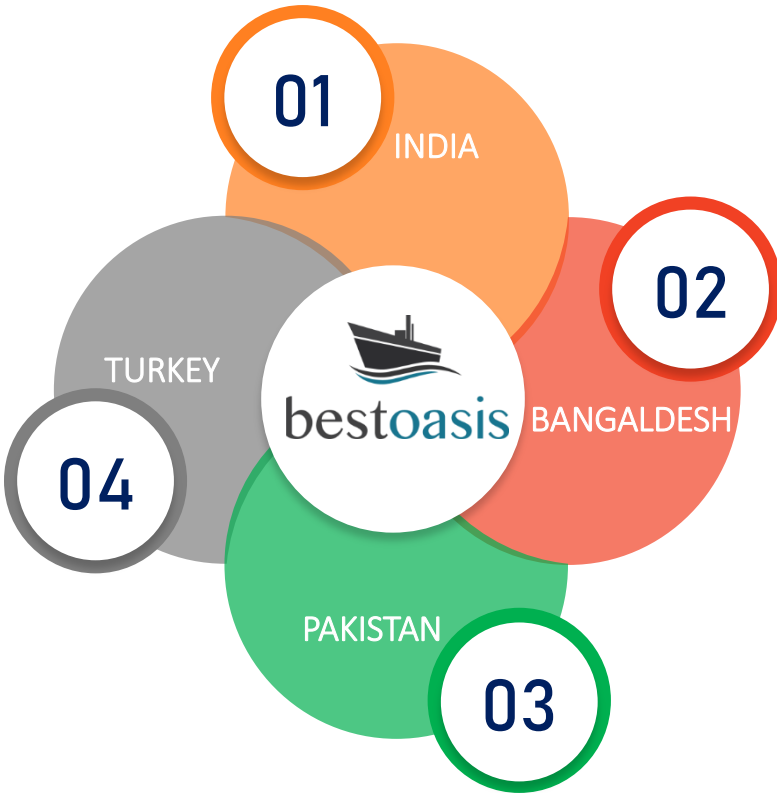 01
INDIA
02
BANGALDESH
bestoasis
TURKEY
04
PAKISTAN
03